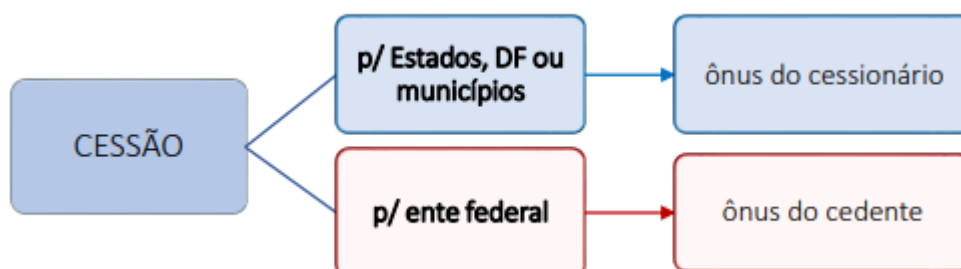 CESSÃO
p/ Estados, DF ou
municípios
ônus do cessionário
p/ ente federal
ônus do cedente